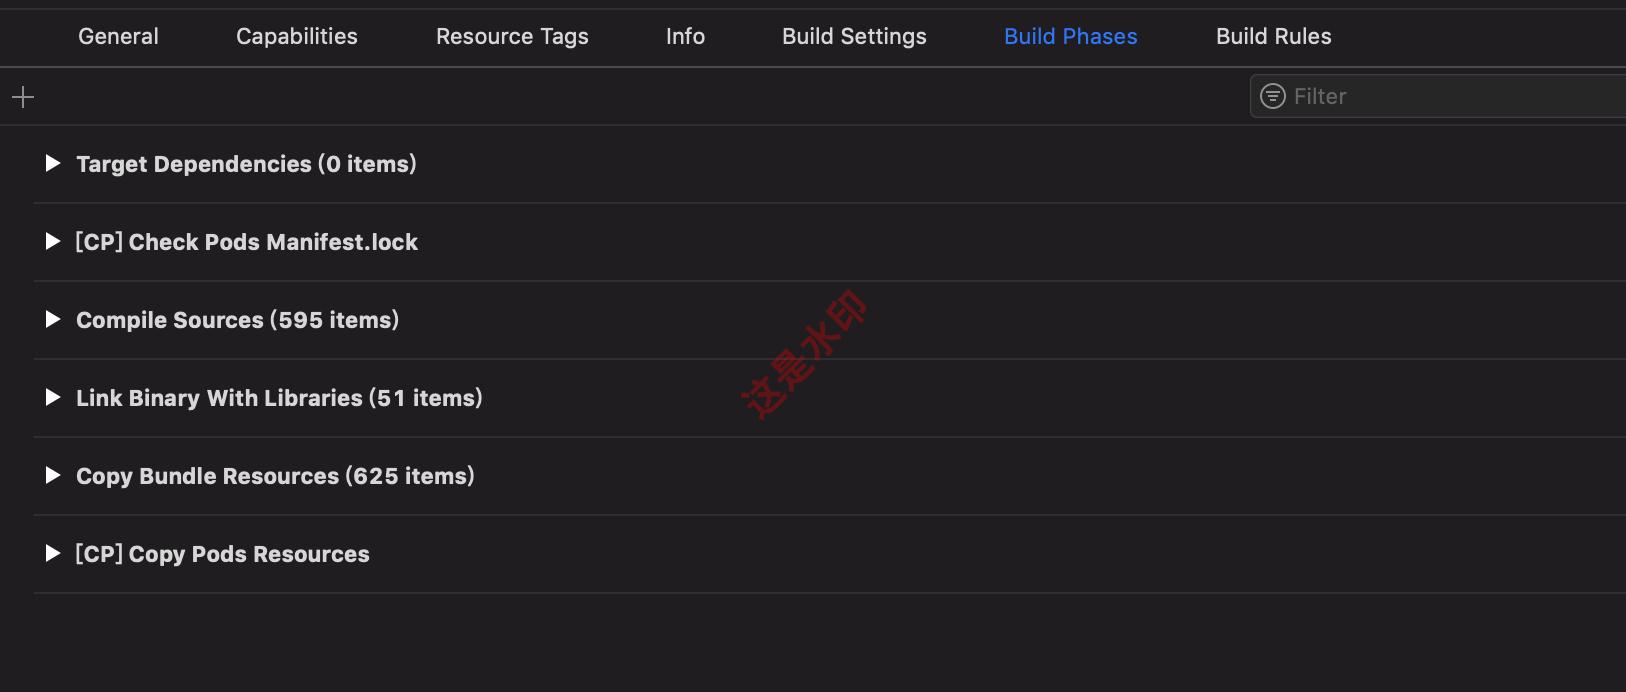 General Capabilities Resource Tags Info Build Settings Build Phases Build Rules
Filter
Target Dependencies (0 items)
[CP] Check Pods Manifest.lock
Compile Sources (595 items)
这是水印
Link Binary With Libraries (51 items)
Copy Bundle Resources (625 items)
[CP] Copy Pods Resources